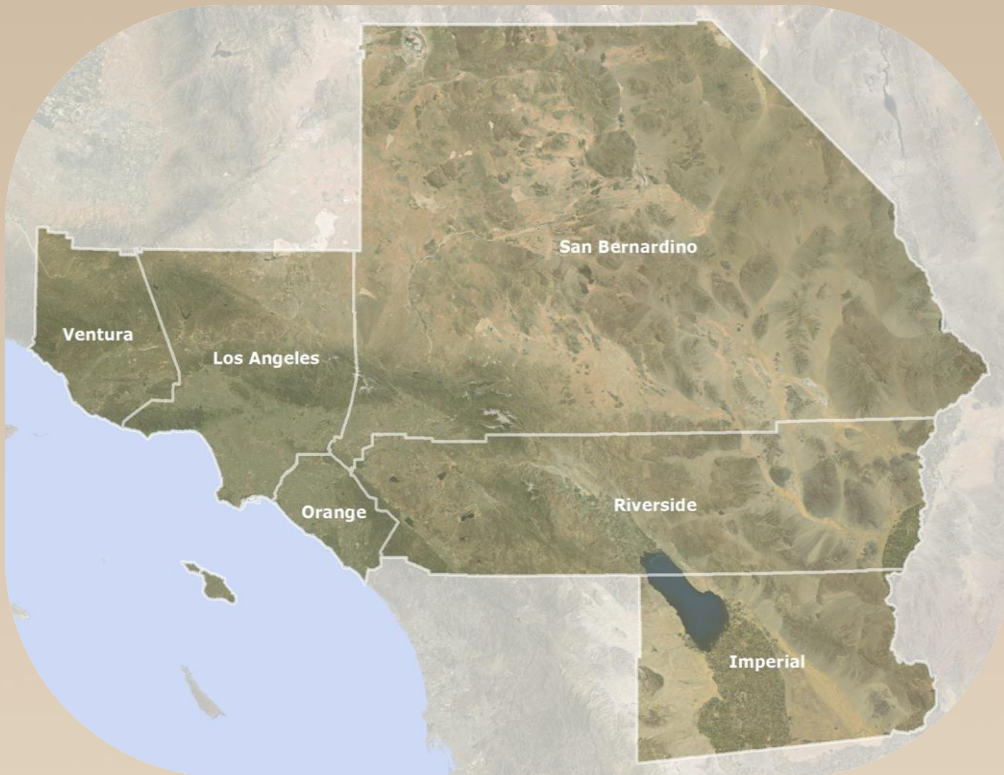 San Bernardino
Ventura
Los Angeles
Riverside
Orange
Imperial